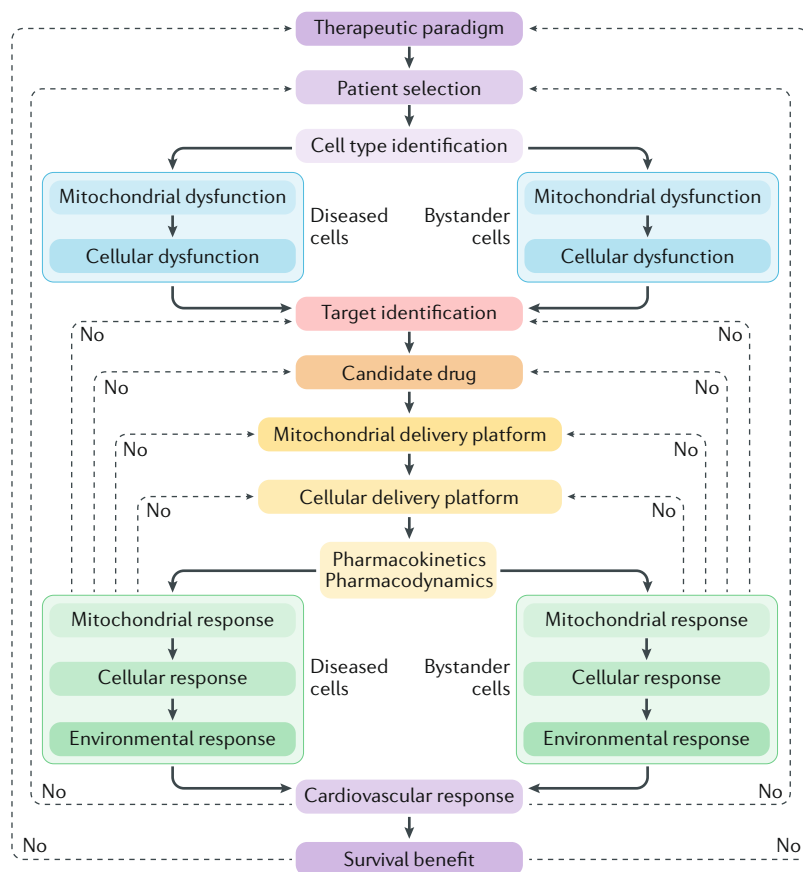 Therapeutic paradigm
Patient selection
Cell type identification
Mitochondrial dysfunction
Cellular dysfunction
Diseased
cells
Bystander
cells
Mitochondrial dysfunction
Cellular dysfunction
Target identification
No
No
Candidate drug
No
No
Mitochondrial delivery platform
No
No
Cellular delivery platform
No
No
Pharmacokinetics
Pharmacodynamics
Mitochondrial response
Cellular response
Environmental response
Diseased
cells
Bystander
cells
Mitochondrial response
Cellular response
Environmental response
No
Cardiovascular response
No
No
Survival benefit
No